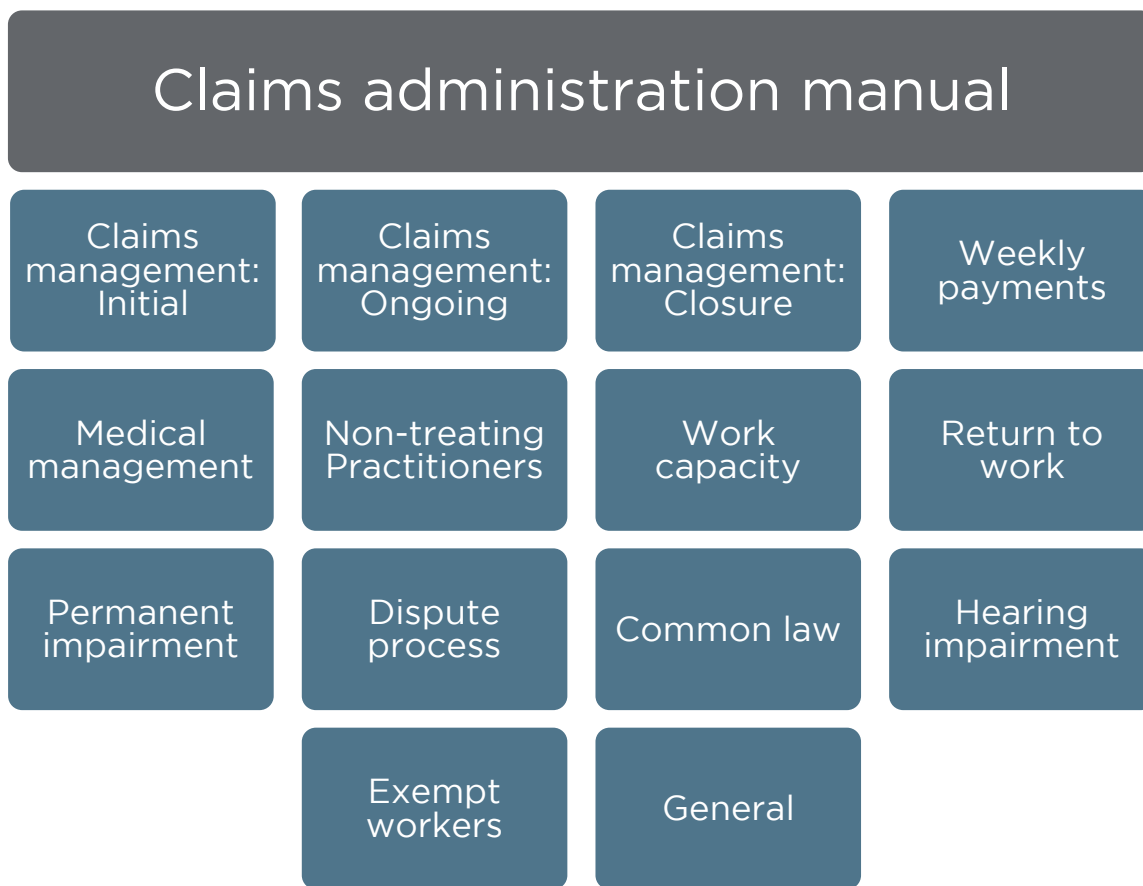 Claims administration manual
Claims
management:
Initial
Claims
management:
Ongoing
Claims
management:
Closure
Weekly
payments
Medical
management
Non-treating
Practitioners
Work
capacity
Return to
work
Permanent
impairment
Dispute
process
Common law
Hearing
impairment
Exempt
workers
General